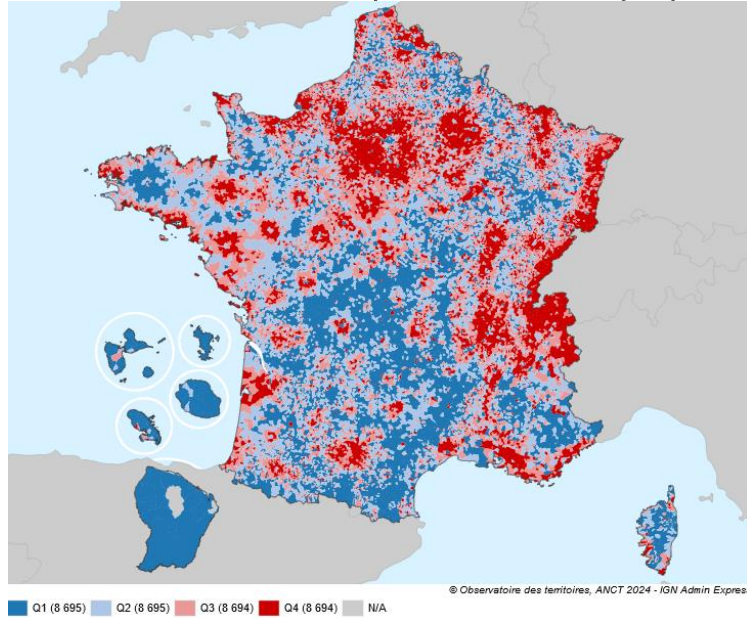 © Observatoire des territoires, ANCT 2024 - IGN Admin Expres
Q1 (8 695) Q2 (8 695) Q3 (8 694) Q4 (8 694) N/A